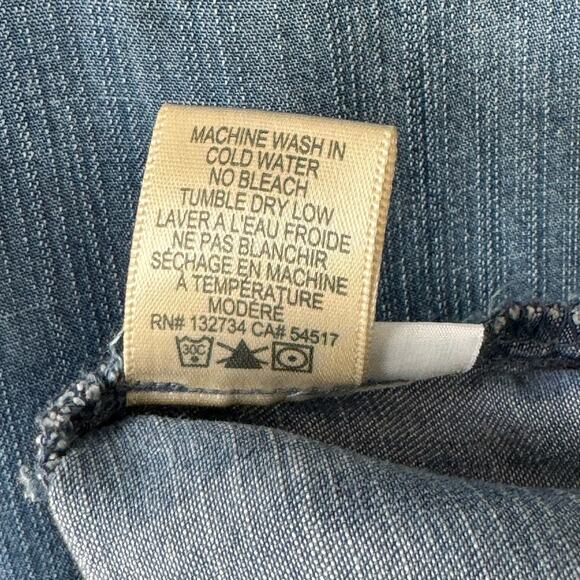 MACHINE WASH IN
COLD WATER
NO BLEACH
TUMBLE DRY LOW
LAVER A L'EAU FROIDE
NE PAS BLANCHIR
SÉCHAGE EN MACHINE
À TEMPÉRATURE
MODÉRÉ
RN# 132734 CA# 54517
30C